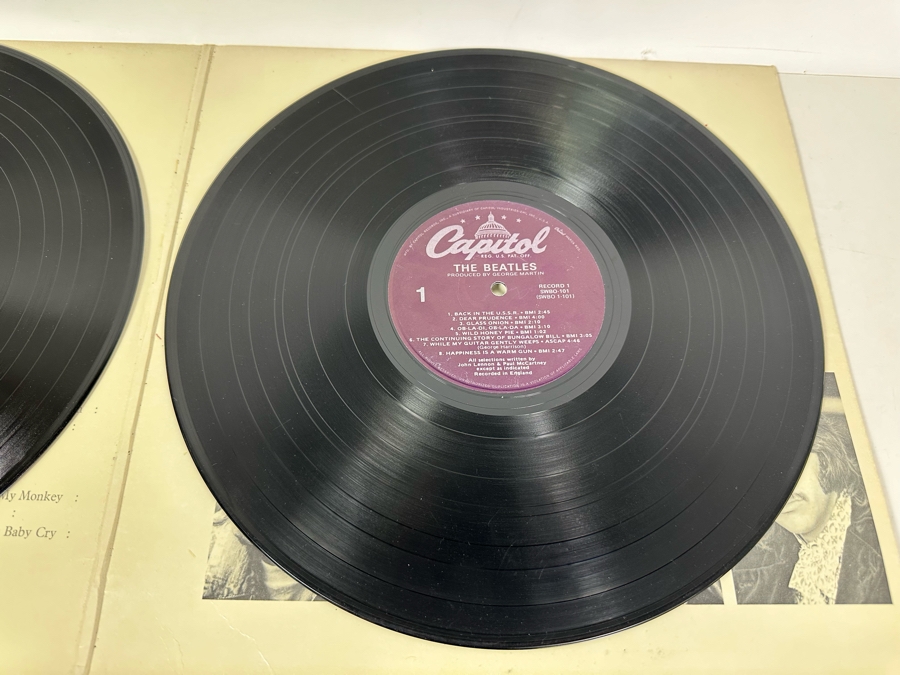 Capitol
REG. U.S. PAT. OFF.
THE BEATLES
PRODUCED BY GEORGE MARTIN
1
RECORD 1
SWBO-101
(SWBO 1-101)
1. BACK IN THE U.S.S.R. • BMI 2:45
2. DEAR PRUDENCE • BMI 4:00
3. GLASS ONION • BMI 2:10
4. OB-LA-DI, OB-LA-DA • BMI 3:10
5. WILD HONEY PIE • BMI 1:02
6. THE CONTINUING STORY OF BUNGALOW BILL • BMI 3:05
7. WHILE MY GUITAR GENTLY WEEPS • ASCAP 4:46
(George Harrison)
8. HAPPINESS IS A WARM GUN • BMI 2:47
All selections written by
John Lennon & Paul McCartney
except as indicated
Recorded in England
My Monkey :
:
Baby Cry :